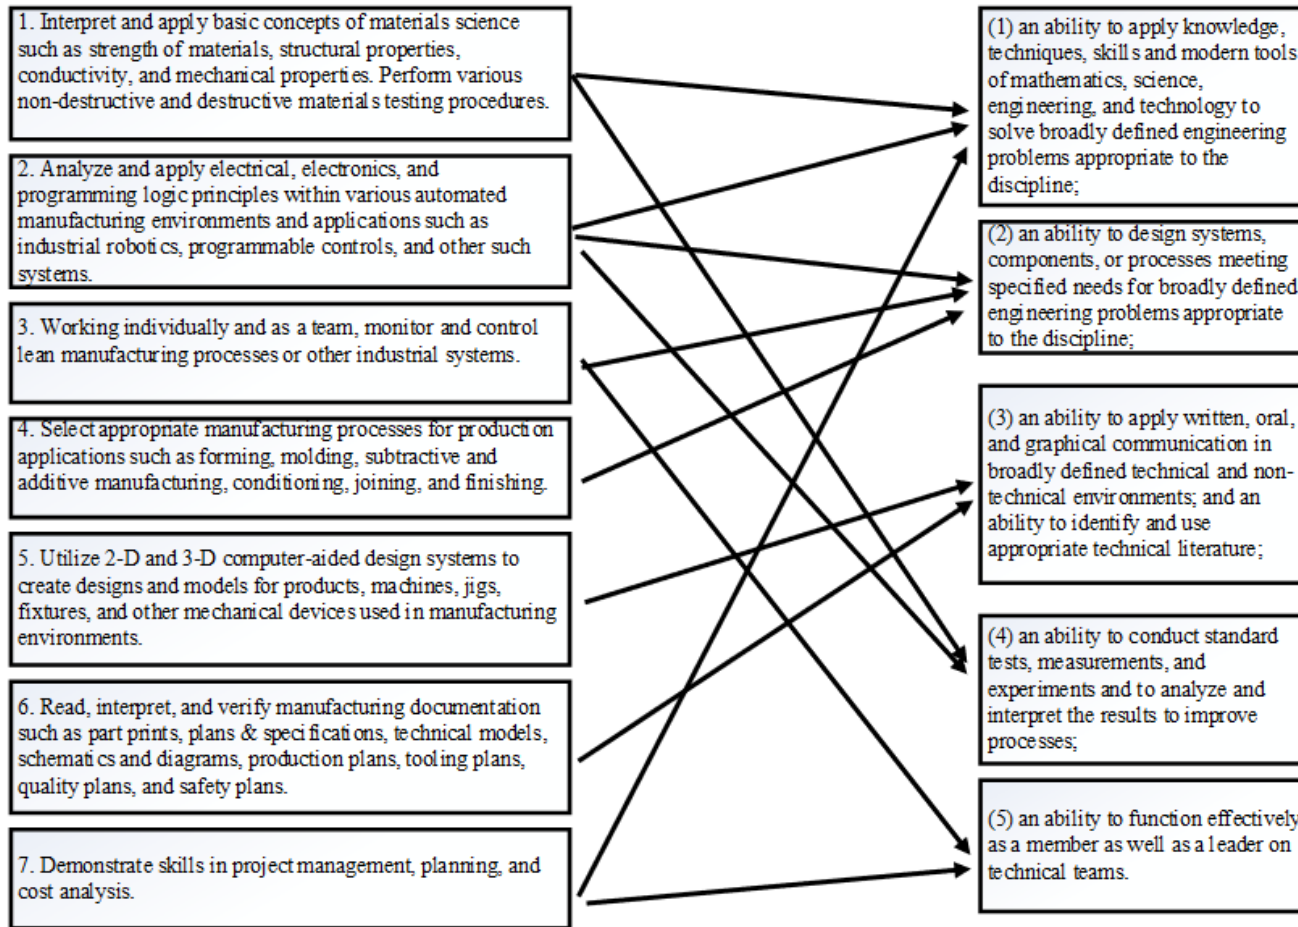 1. Interpret and apply basic concepts of materials science
such as strength of materials, structural properties,
conductivity, and mechanical properties. Perform various
non-destructive and destructive materials testing procedures.
2. Analyze and apply electrical, electronics, and
programming logic principles within various automated
manufacturing environments and applications such as
industrial robotics, programmable controls, and other such
systems.
3. Working individually and as a team, monitor and control
lean manufacturing processes or other industrial systems.
4. Select appropriate manufacturing processes for production
applications such as forming, molding, subtractive and
additive manufacturing, conditioning, joining, and finishing.
5. Utilize 2-D and 3-D computer-aided design systems to
create designs and models for products, machines, jigs,
fixtures, and other mechanical devices used in manufacturing
environments.
6. Read, interpret, and verify manufacturing documentation
such as part prints, plans & specifications, technical models,
schematics and diagrams, production plans, tooling plans,
quality plans, and safety plans.
7. Demonstrate skills in project management, planning, and
cost analysis.
(1) an ability to apply knowledge,
techniques, skills and modern tools
of mathematics, science,
engineering, and technology to
solve broadly defined engineering
problems appropriate to the
discipline;
(2) an ability to design systems,
components, or processes meeting
specified needs for broadly defined
engineering problems appropriate
to the discipline;
(3) an ability to apply written, oral,
and graphical communication in
broadly defined technical and non-
technical environments; and an
ability to identify and use
appropriate technical literature;
(4) an ability to conduct standard
tests, measurements, and
experiments and to analyze and
interpret the results to improve
processes;
(5) an ability to function effectively
as a member as well as a leader on
technical teams.